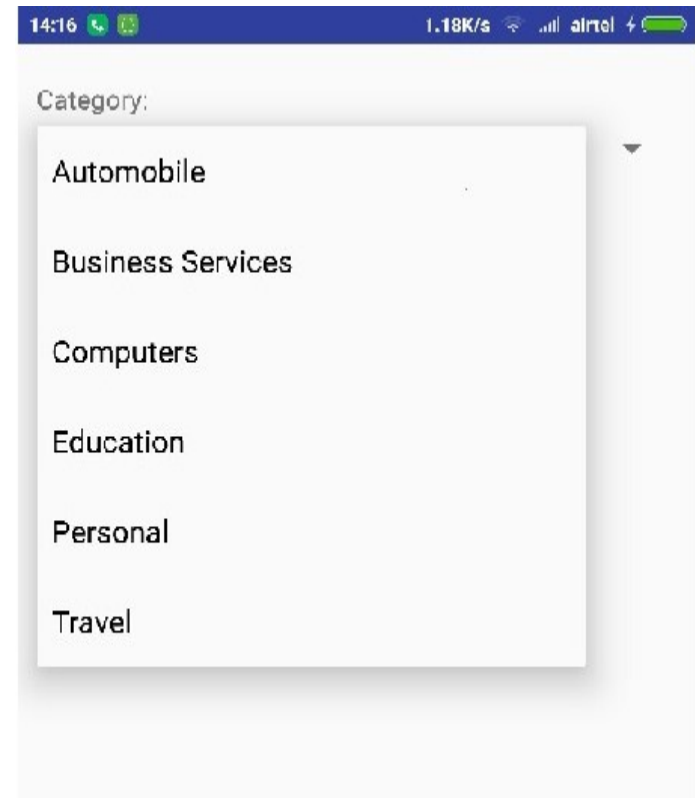 14:16 1.18K/s airtel
Category:
Automobile
Business Services
Computers
Education
Personal
Travel